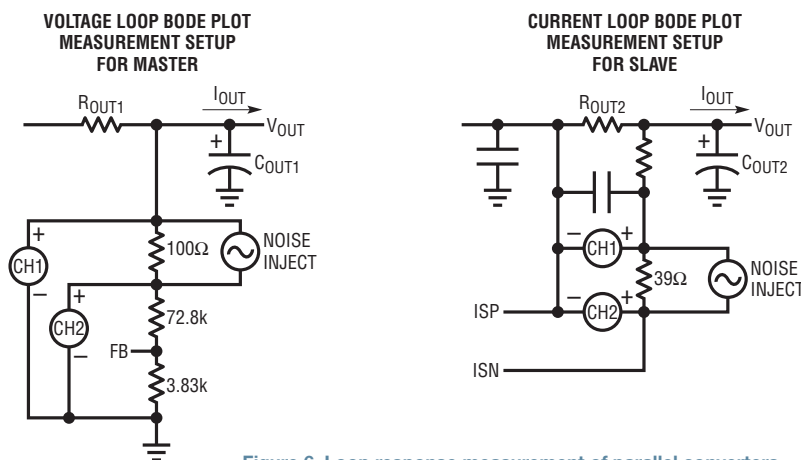 VOLTAGE LOOP BODE PLOT
MEASUREMENT SETUP
FOR MASTER
ROUT1
IOUT
VOUT
+
COUT1
+
CH1
−
100Ω
NOISE
INJECT
+
CH2
−
72.8k
FB
3.83k
CURRENT LOOP BODE PLOT
MEASUREMENT SETUP
FOR SLAVE
ROUT2
IOUT
VOUT
+
COUT2
− CH1 +
39Ω
NOISE
INJECT
− CH2 +
ISP
ISN
Figure 6. Loop response measurement of parallel converters